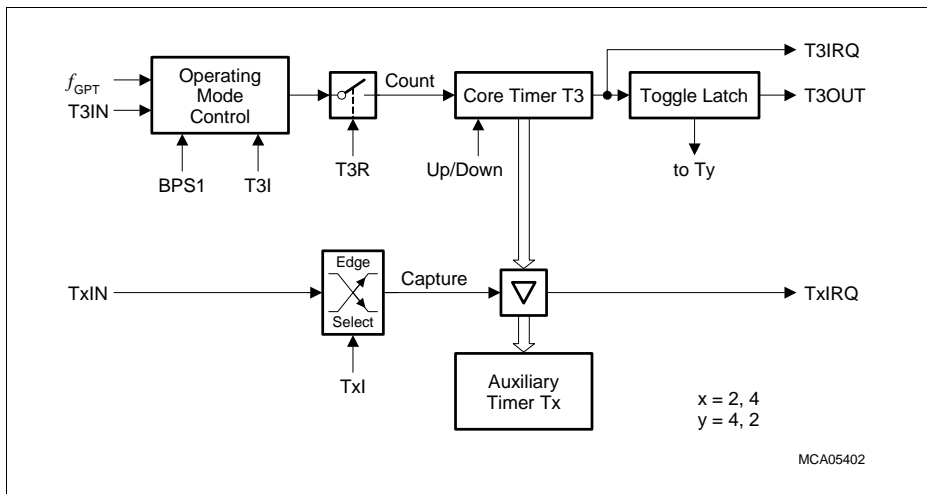 f GPT
T3IN
Operating
Mode
Control
BPS1
T3I
T3R
Count
Core Timer T3
Up/Down
Toggle Latch
to Ty
T3IRQ
T3OUT
TxIN
Edge
Select
TxI
Capture
TxIRQ
Auxiliary
Timer Tx
x = 2, 4
y = 4, 2
MCA05402